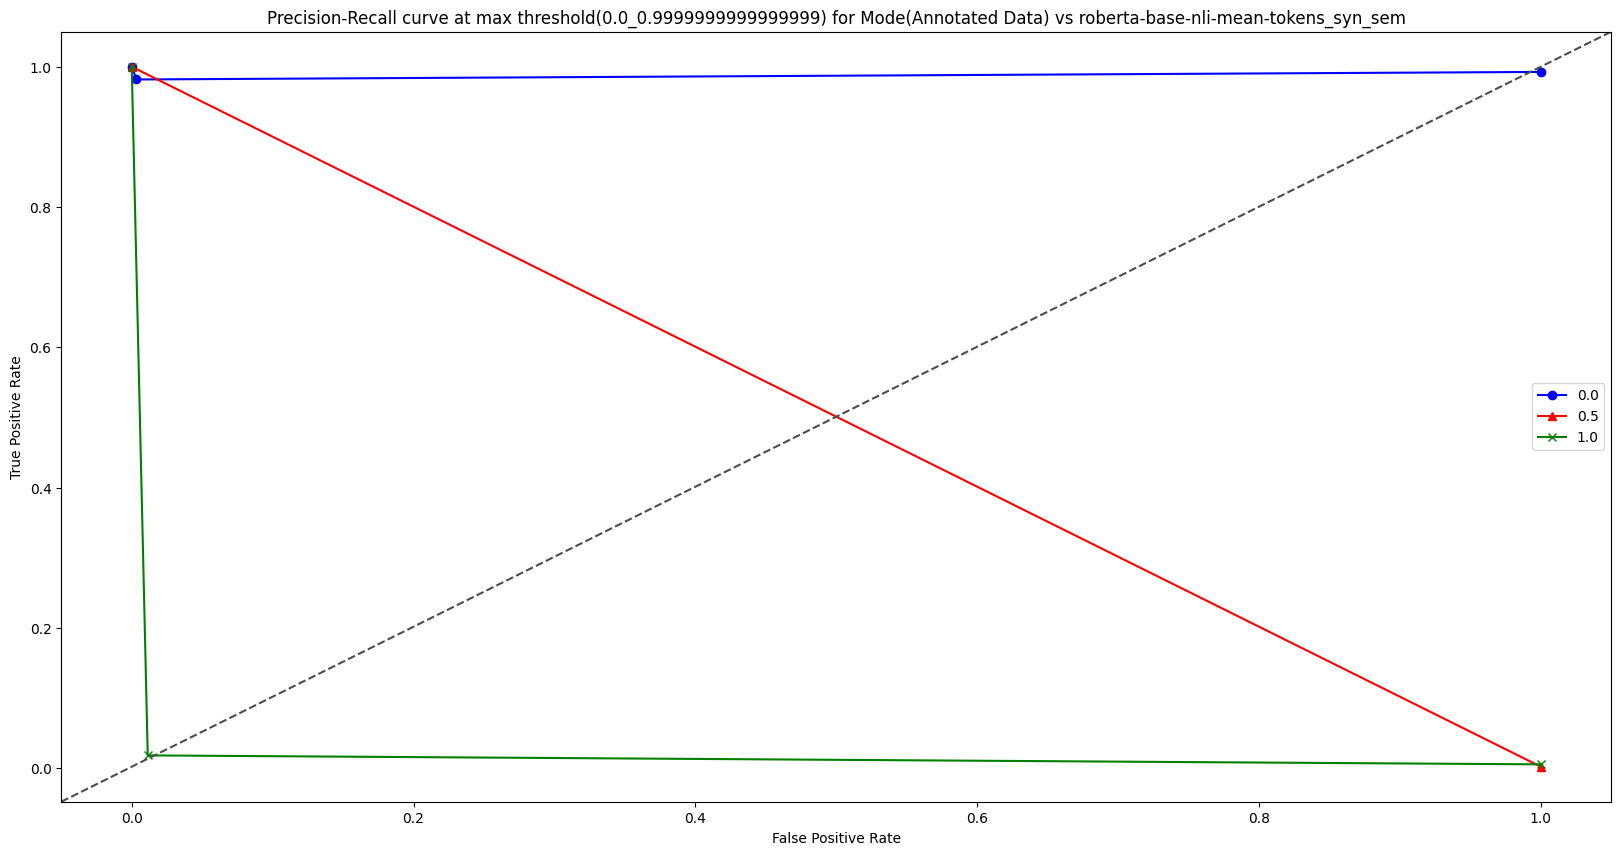 Precision-Recall curve at max threshold(0.0_0.9999999999999999) for Mode(Annotated Data) vs roberta-base-nli-mean-tokens_syn_sem
1.0
0.8
0.6
0.4
0.2
0.0
True Positive Rate
0.0
0.5
1.0
0.0 0.2 0.4 0.6 0.8 1.0
False Positive Rate